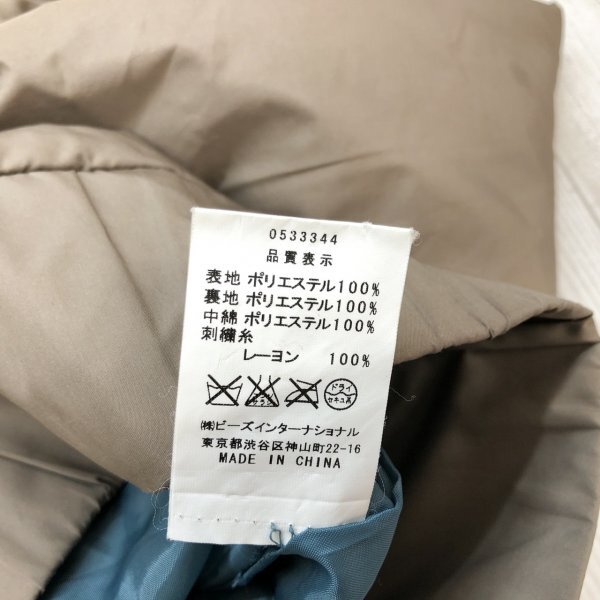 0533344
品質表示
表地 ポリエステル100%
裏地 ポリエステル100%
中綿 ポリエステル100%
刺繍糸
レーヨン 100%
ドライ
セキユ系
(株)ビーズインターナショナル
東京都渋谷区神山町22-16
MADE IN CHINA